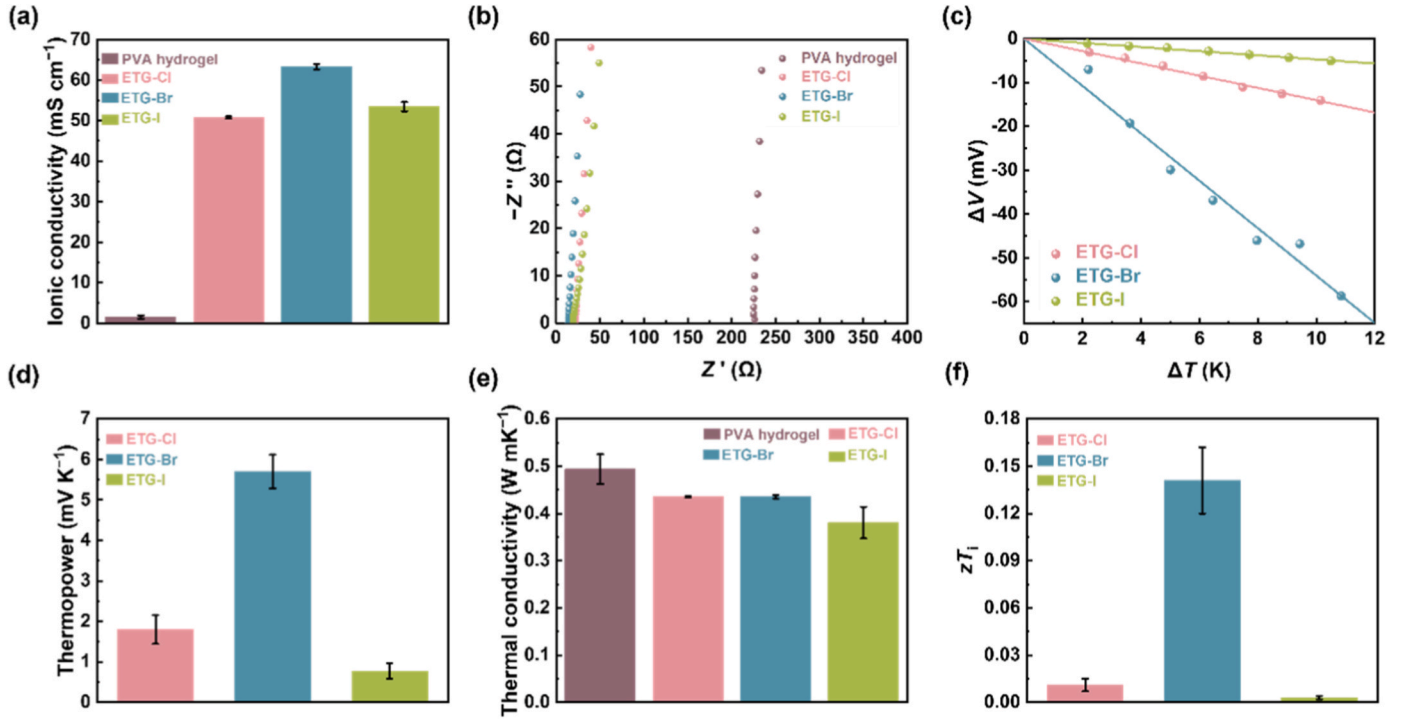 (a)
Ionic conductivity (mS cm⁻¹)
70
60
50
40
30
20
10
0
PVA hydrogel
ETG-Cl
ETG-Br
ETG-I
(b)
−Z'' (Ω)
60
50
40
30
20
10
0
PVA hydrogel
ETG-Cl
ETG-Br
ETG-I
0 50 100 150 200 250 300 350 400
Z ' (Ω)
(c)
ΔV (mV)
0
-10
-20
-30
-40
-50
-60
ETG-Cl
ETG-Br
ETG-I
0 2 4 6 8 10 12
ΔT (K)
(d)
Thermopower (mV K⁻¹)
7
6
5
4
3
2
1
0
ETG-Cl
ETG-Br
ETG-I
(e)
Thermal conductivity (W mK⁻¹)
0.6
0.5
0.4
0.3
0.2
0.1
0.0
PVA hydrogel ETG-Cl
ETG-Br ETG-I
(f)
zTᵢ
0.18
0.15
0.12
0.09
0.06
0.03
0.00
ETG-Cl
ETG-Br
ETG-I